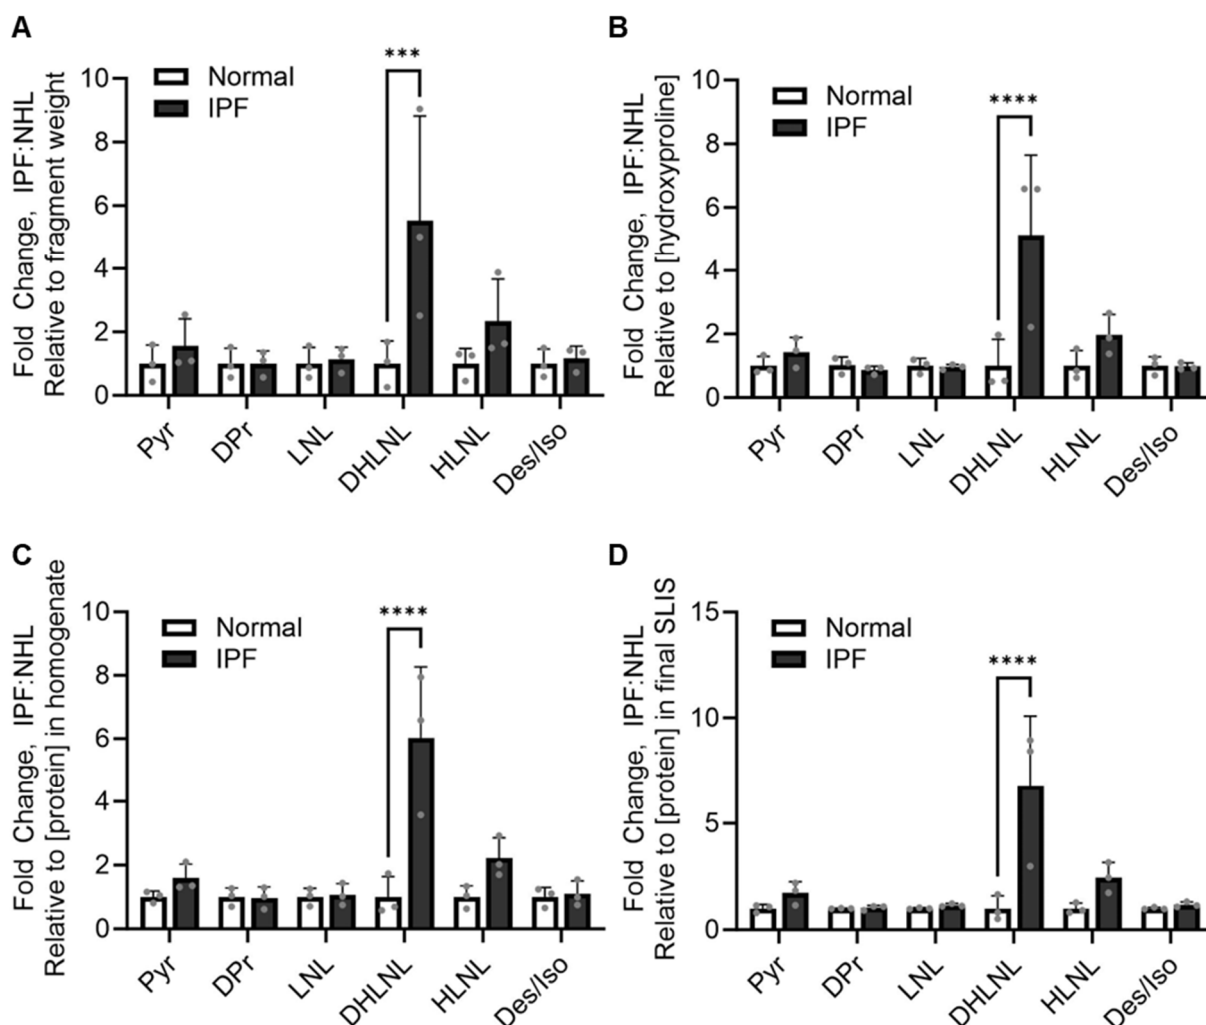 A
Fold Change, IPF:NHL
Relative to fragment weight
10
8
6
4
2
0
Normal
IPF
***
Pyr
DPr
LNL
DHLNL
HLNL
Des/Iso
B
Fold Change, IPF:NHL
Relative to [hydroxyproline]
10
8
6
4
2
0
Normal
IPF
****
Pyr
DPr
LNL
DHLNL
HLNL
Des/Iso
C
Fold Change, IPF:NHL
Relative to [protein] in homogenate
10
8
6
4
2
0
Normal
IPF
****
Pyr
DPr
LNL
DHLNL
HLNL
Des/Iso
D
Fold Change, IPF:NHL
Relative to [protein] in final SLIS
15
10
5
0
Normal
IPF
****
Pyr
DPr
LNL
DHLNL
HLNL
Des/Iso